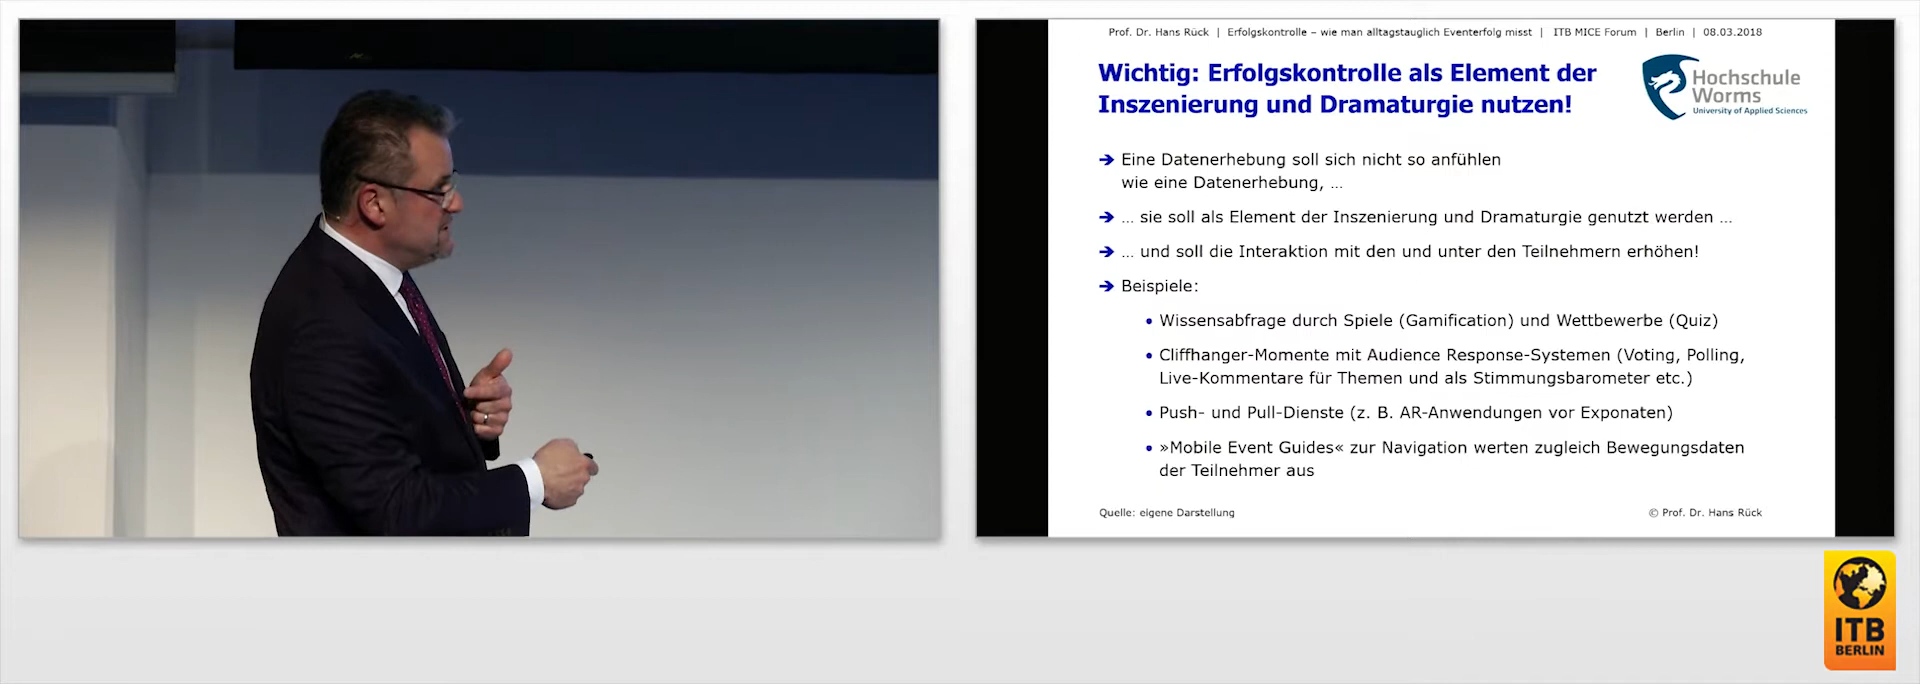 Prof. Dr. Hans Rück | Erfolgskontrolle – wie man alltagstauglich Eventerfolg misst | ITB MICE Forum | Berlin | 08.03.2018
Wichtig: Erfolgskontrolle als Element der
Inszenierung und Dramaturgie nutzen!
Hochschule
Worms
University of Applied Sciences
➔ Eine Datenerhebung soll sich nicht so anfühlen
wie eine Datenerhebung, ...
➔ ... sie soll als Element der Inszenierung und Dramaturgie genutzt werden ...
➔ ... und soll die Interaktion mit den und unter den Teilnehmern erhöhen!
➔ Beispiele:
• Wissensabfrage durch Spiele (Gamification) und Wettbewerbe (Quiz)
• Cliffhanger-Momente mit Audience Response-Systemen (Voting, Polling,
Live-Kommentare für Themen und als Stimmungsbarometer etc.)
• Push- und Pull-Dienste (z. B. AR-Anwendungen vor Exponaten)
• »Mobile Event Guides« zur Navigation werten zugleich Bewegungsdaten
der Teilnehmer aus
Quelle: eigene Darstellung
© Prof. Dr. Hans Rück
ITB
BERLIN